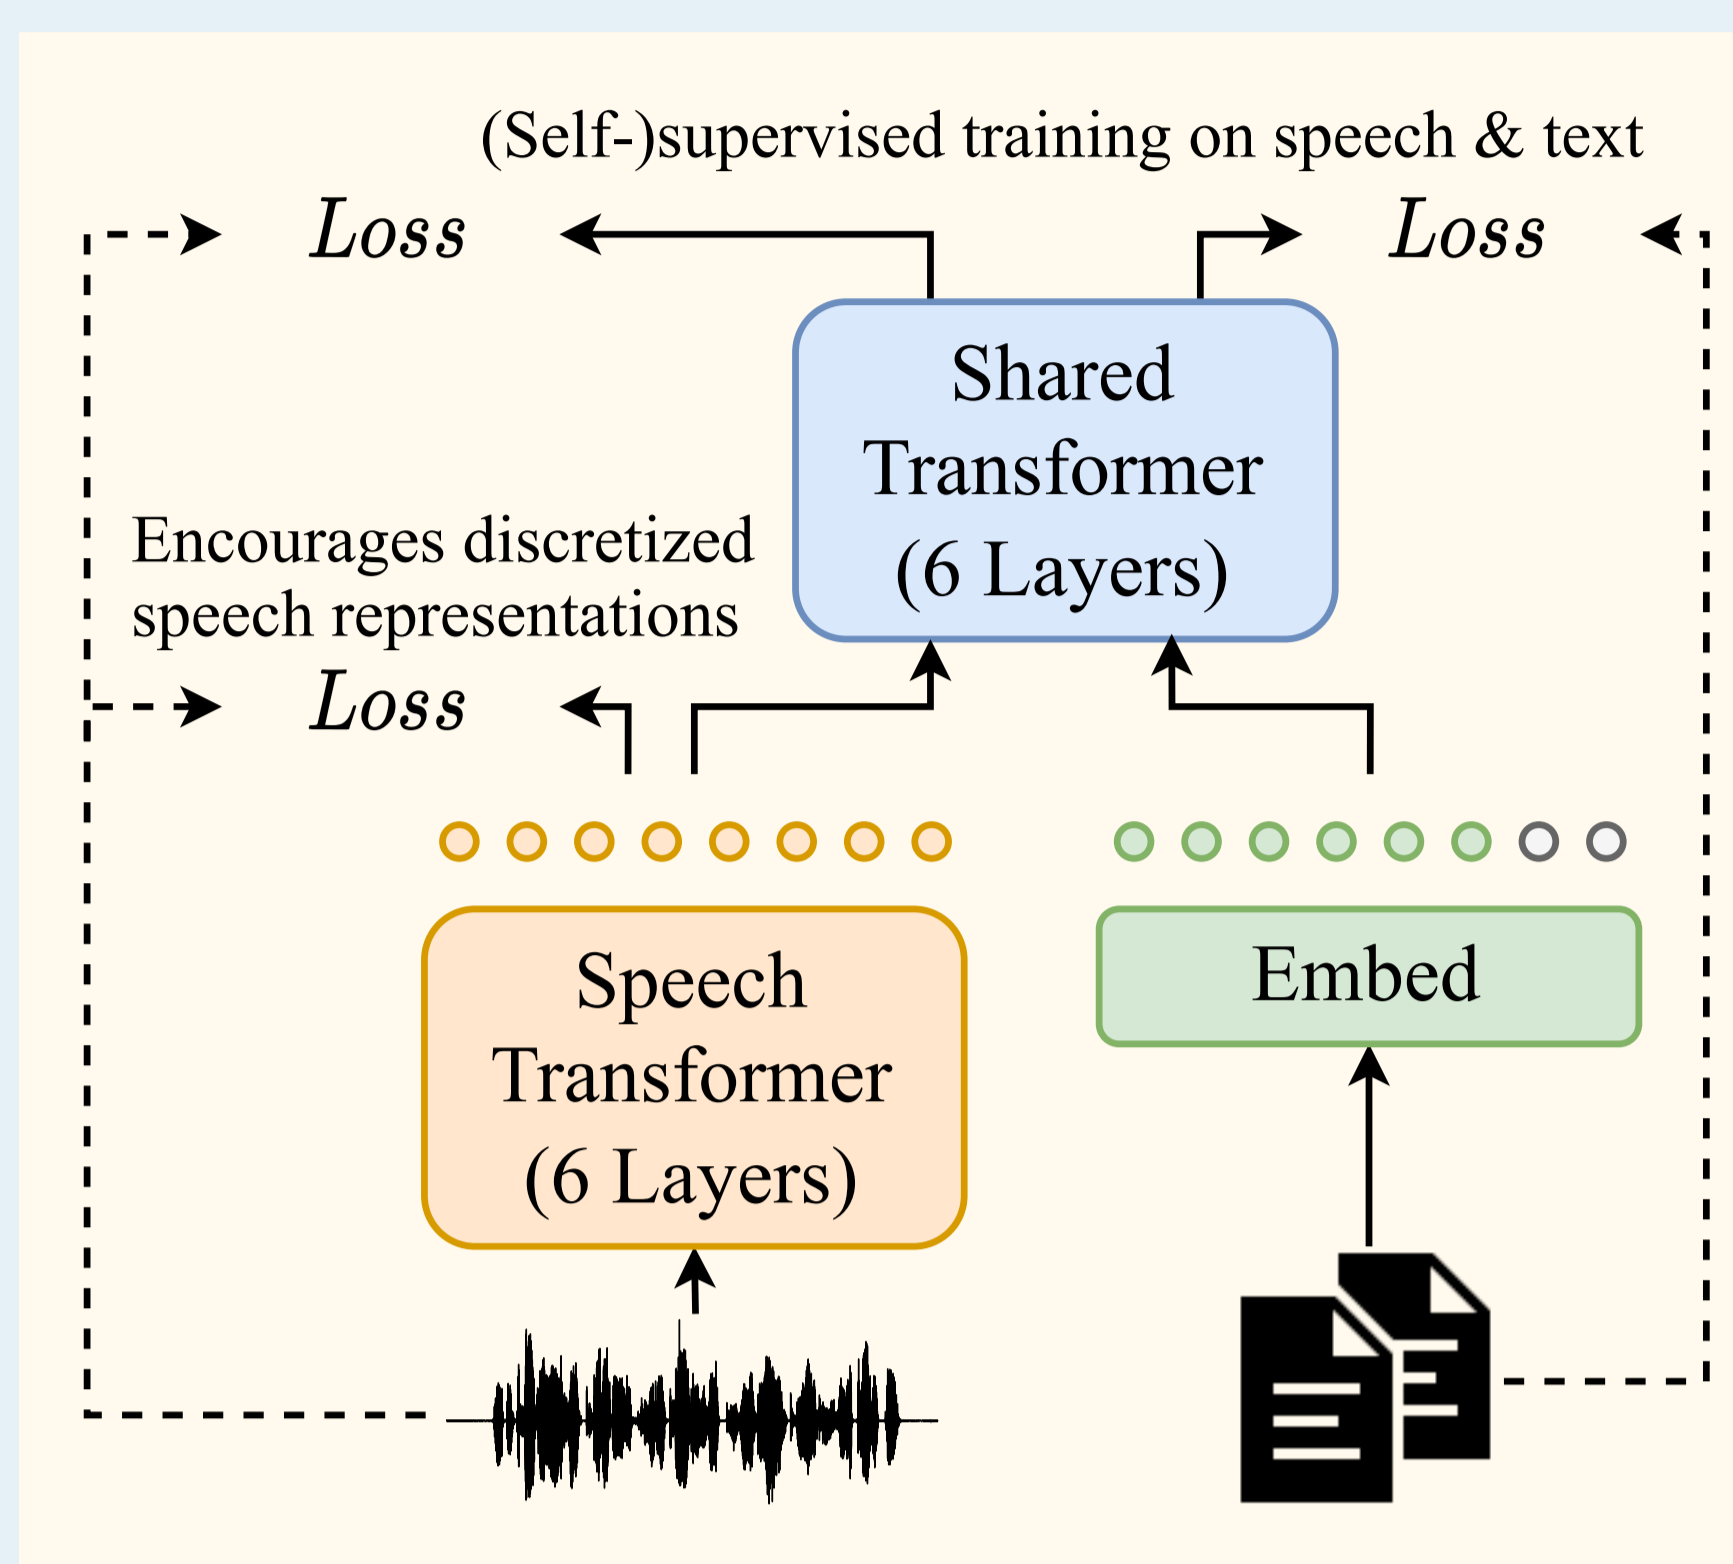 (Self-)supervised training on speech & text
Loss
Loss
Shared
Transformer
(6 Layers)
Encourages discretized
speech representations
Loss
Speech
Transformer
(6 Layers)
Embed